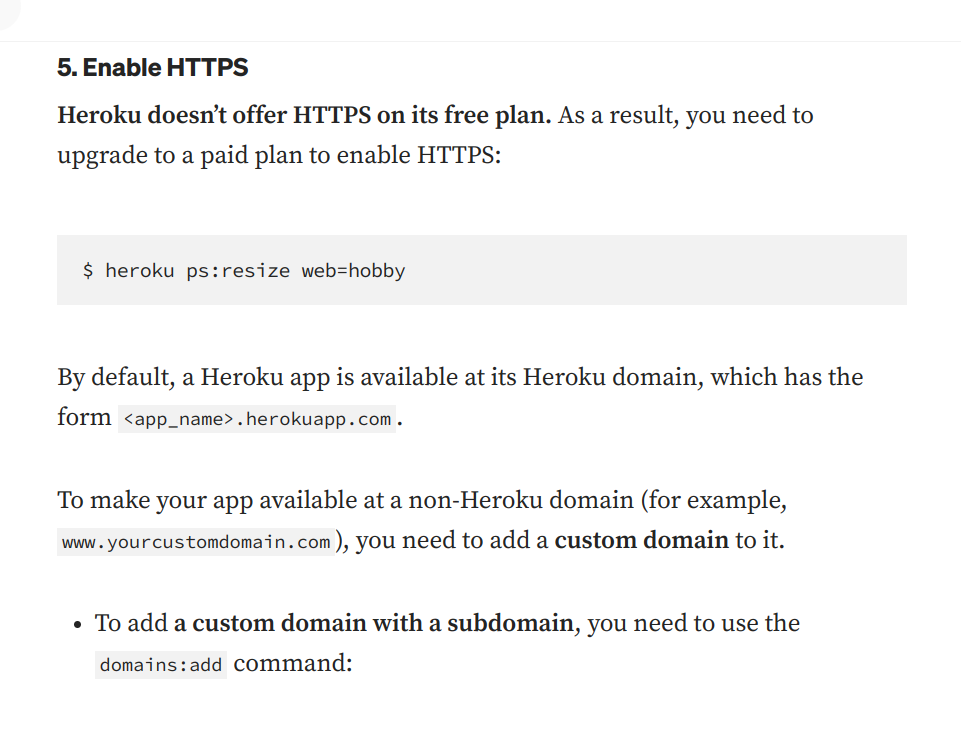 5. Enable HTTPS
Heroku doesn’t offer HTTPS on its free plan. As a result, you need to
upgrade to a paid plan to enable HTTPS:
$ heroku ps:resize web=hobby
By default, a Heroku app is available at its Heroku domain, which has the
form <app_name>.herokuapp.com.
To make your app available at a non-Heroku domain (for example,
www.yourcustomdomain.com), you need to add a custom domain to it.
• To add a custom domain with a subdomain, you need to use the
domains:add command: